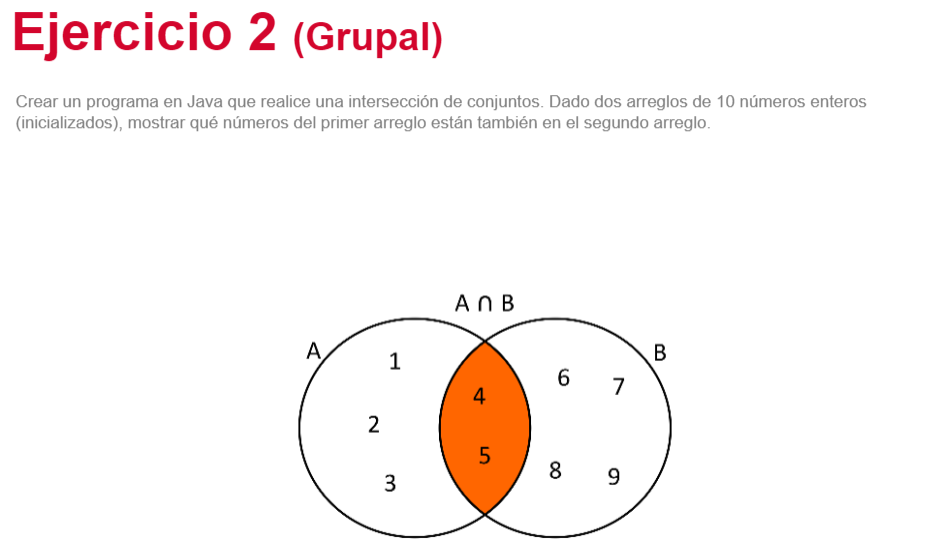 Ejercicio 2 (Grupal)
Crear un programa en Java que realice una intersección de conjuntos. Dado dos arreglos de 10 números enteros
(inicializados), mostrar qué números del primer arreglo están también en el segundo arreglo.
A ∩ B
A
B
1
4
6
7
2
5
8
9
3